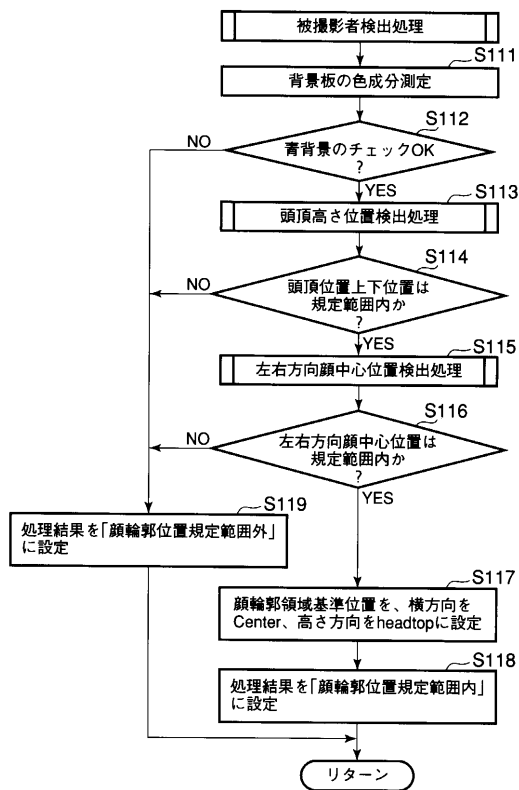 被撮影者検出処理
S111
背景板の色成分測定
S112
青背景のチェックOK
?
NO
YES
S113
頭頂高さ位置検出処理
S114
頭頂位置上下位置は
規定範囲内か
?
NO
YES
S115
左右方向顔中心位置検出処理
S116
左右方向顔中心位置は
規定範囲内か
?
NO
YES
S119
処理結果を「顔輪郭位置規定範囲外」
に設定
S117
顔輪郭領域基準位置を、横方向を
Center、高さ方向をheadtopに設定
S118
処理結果を「顔輪郭位置規定範囲内」
に設定
リターン